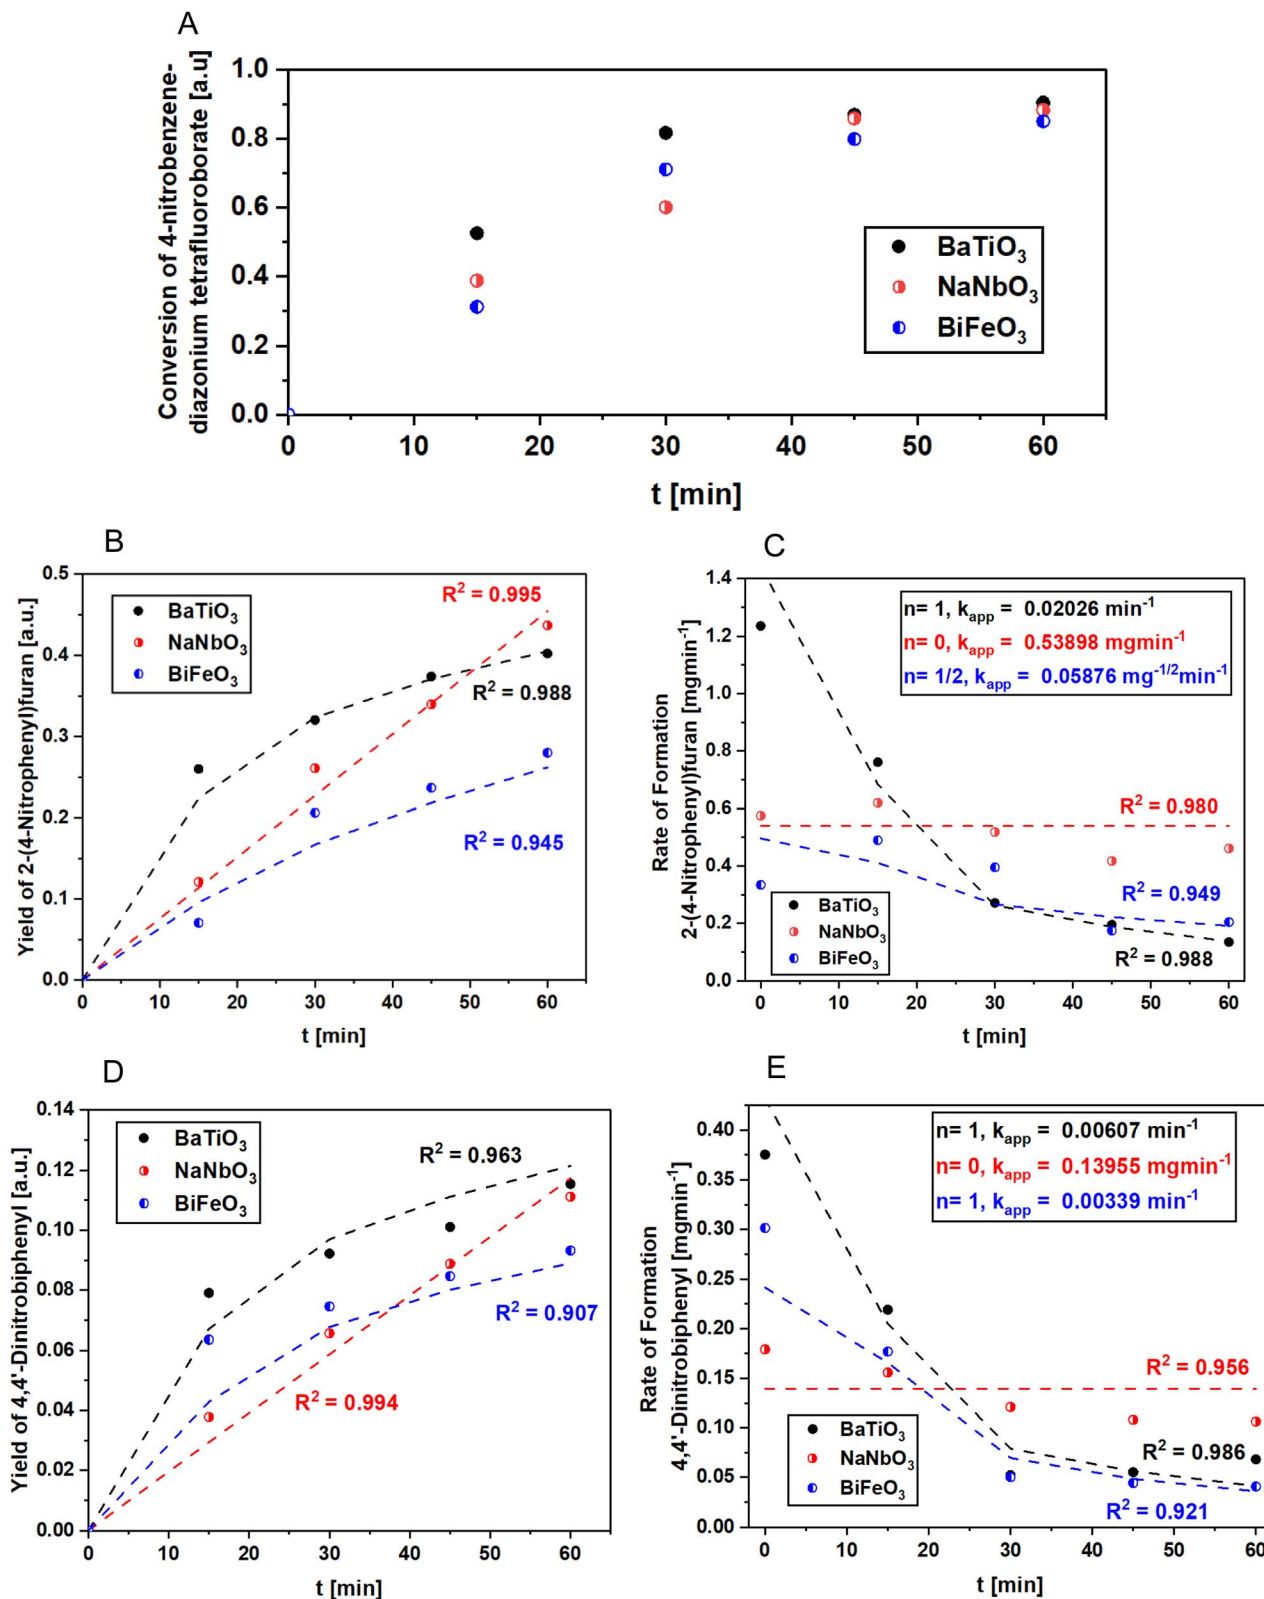 A
Conversion of 4-nitrobenzene-
diazonium tetrafluoroborate [a.u]
1.0
0.8
0.6
0.4
0.2
0.0
BaTiO3
NaNbO3
BiFeO3
0 10 20 30 40 50 60
t [min]
B
Yield of 2-(4-Nitrophenyl)furan [a.u.]
0.5
0.4
0.3
0.2
0.1
0.0
BaTiO3
NaNbO3
BiFeO3
R2 = 0.995
R2 = 0.988
R2 = 0.945
0 10 20 30 40 50 60
t [min]
C
Rate of Formation
2-(4-Nitrophenyl)furan [mgmin-1]
1.4
1.2
1.0
0.8
0.6
0.4
0.2
0.0
n= 1, kapp = 0.02026 min-1
n= 0, kapp = 0.53898 mgmin-1
n= 1/2, kapp = 0.05876 mg-1/2min-1
R2 = 0.980
R2 = 0.949
R2 = 0.988
BaTiO3
NaNbO3
BiFeO3
0 10 20 30 40 50 60
t [min]
D
Yield of 4,4'-Dinitrobiphenyl [a.u.]
0.14
0.12
0.10
0.08
0.06
0.04
0.02
0.00
BaTiO3
NaNbO3
BiFeO3
R2 = 0.963
R2 = 0.907
R2 = 0.994
0 10 20 30 40 50 60
t [min]
E
Rate of Formation
4,4'-Dinitrobiphenyl [mgmin-1]
0.40
0.35
0.30
0.25
0.20
0.15
0.10
0.05
0.00
n= 1, kapp = 0.00607 min-1
n= 0, kapp = 0.13955 mgmin-1
n= 1, kapp = 0.00339 min-1
R2 = 0.956
R2 = 0.986
R2 = 0.921
BaTiO3
NaNbO3
BiFeO3
0 10 20 30 40 50 60
t [min]